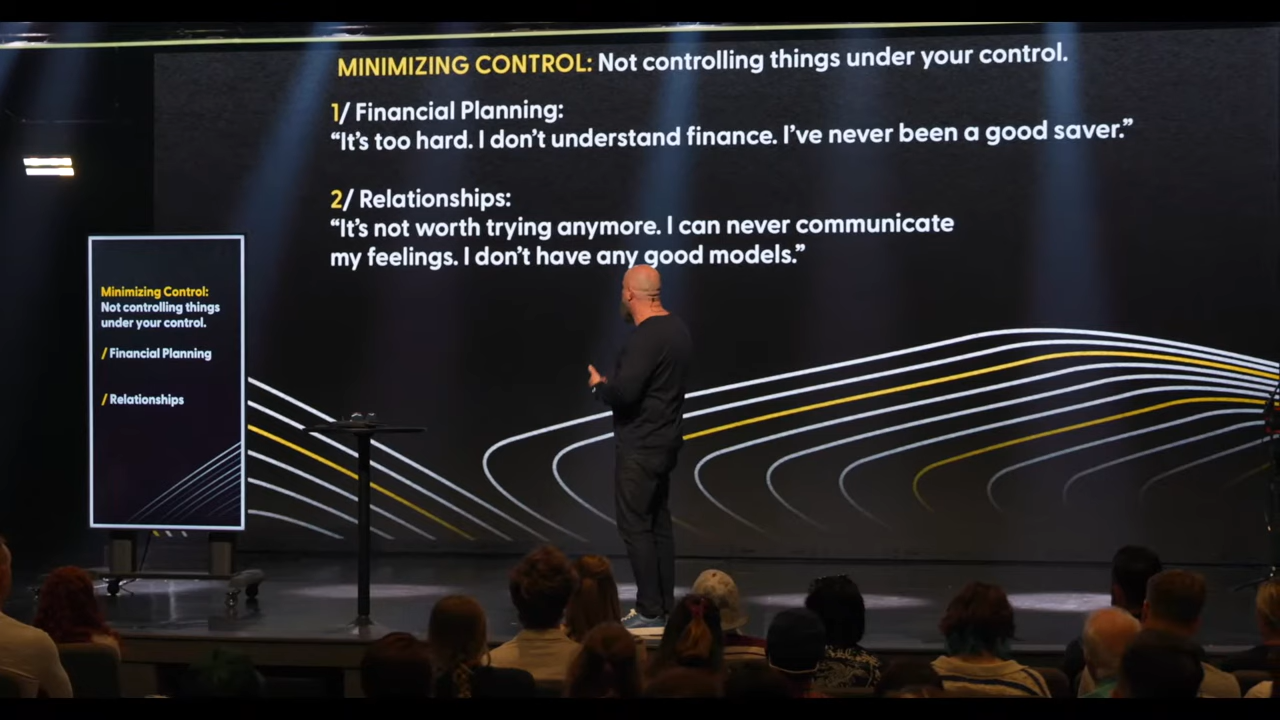 MINIMIZING CONTROL: Not controlling things under your control.
1/ Financial Planning:
“It’s too hard. I don’t understand finance. I’ve never been a good saver.”
2/ Relationships:
“It’s not worth trying anymore. I can never communicate
my feelings. I don’t have any good models.”
Minimizing Control:
Not controlling things
under your control.
/ Financial Planning
/ Relationships